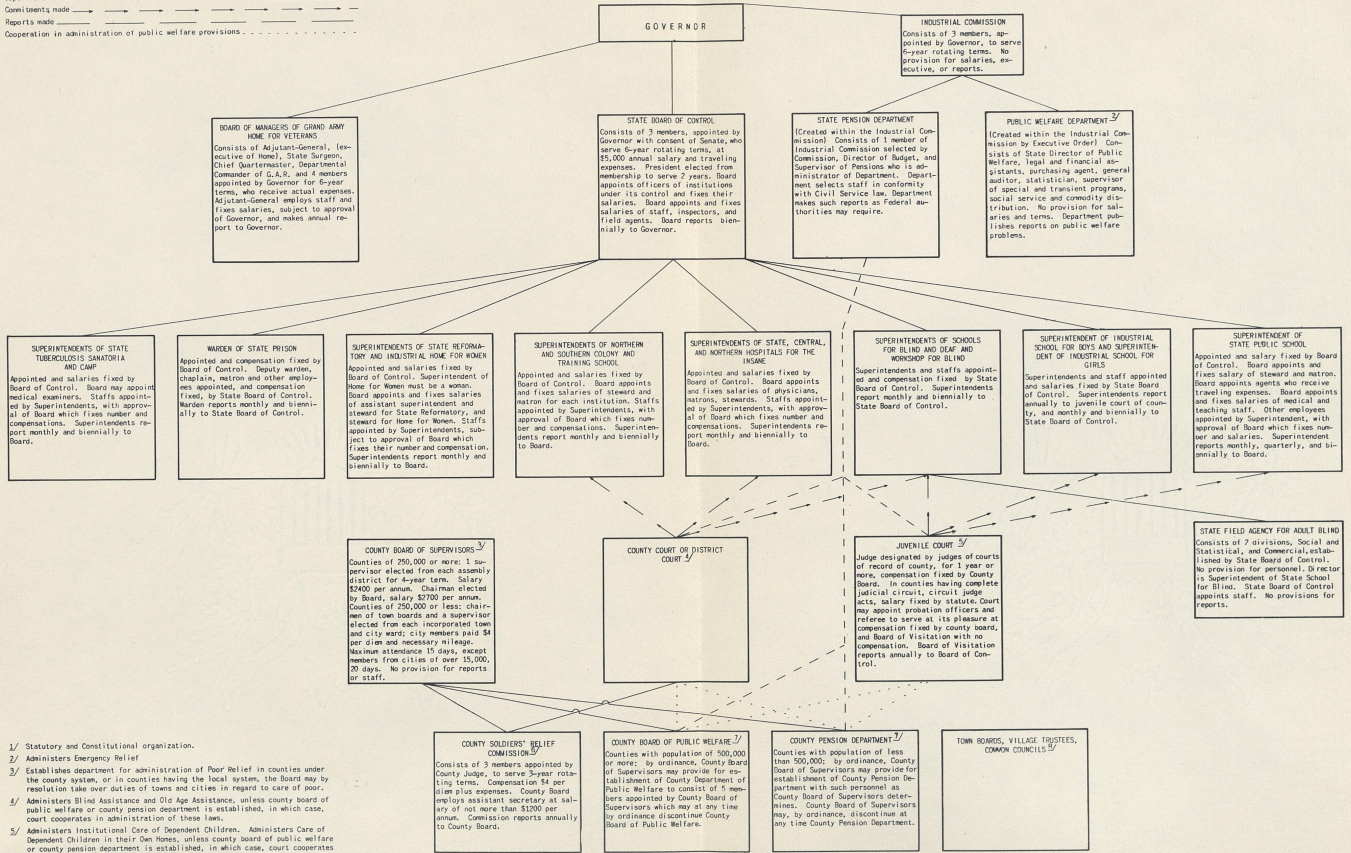 Commitments made
Reports made
Cooperation in administration of public welfare provisions
GOVERNOR
INDUSTRIAL COMMISSION
Consists of 3 members, ap-
pointed by Governor, to serve
6-year rotating terms. No
provision for salaries, ex-
ecutive, or reports.
BOARD OF MANAGERS OF GRAND ARMY
HOME FOR VETERANS
Consists of Adjutant-General, (ex-
ecutive of Home), State Surgeon,
Chief Quartermaster, Departmental
Commander of G.A.R. and 4 members
appointed by Governor for 6-year
terms, who receive actual expenses.
Adjutant-General employs staff and
fixes salaries, subject to approval
of Governor, and makes annual re-
port to Governor.
STATE BOARD OF CONTROL
Consists of 3 members, appointed by
Governor with consent of Senate, who
serve 6-year rotating terms, at
$5,000 annual salary and traveling
expenses. President elected from
membership to serve 2 years. Board
appoints officers of institutions
under its control and fixes their
salaries. Board appoints and fixes
salaries of staff, inspectors, and
field agents. Board reports bien-
nially to Governor.
STATE PENSION DEPARTMENT
(Created within the Industrial Com-
mission) Consists of 1 member of
Industrial Commission selected by
Commission, Director of Budget, and
Supervisor of Pensions who is ad-
ministrator of Department. Depart-
ment selects staff in conformity
with Civil Service law. Department
makes such reports as Federal au-
thorities may require.
PUBLIC WELFARE DEPARTMENT 2/
(Created within the Industrial Com-
mission by Executive Order) Con-
sists of State Director of Public
Welfare, legal and financial as-
sistants, purchasing agent, general
auditor, statistician, supervisor
of special and transient programs,
social service and commodity dis-
tribution. No provision for sal-
aries and terms. Department pub-
lishes reports on public welfare
problems.
SUPERINTENDENTS OF STATE
TUBERCULOSIS SANATORIA
AND CAMP
Appointed and salaries fixed by
Board of Control. Board may appoint
medical examiners. Staffs appoint-
ed by Superintendents, with approv-
al of Board which fixes number and
compensations. Superintendents re-
port monthly and biennially to
Board.
WARDEN OF STATE PRISON
Appointed and compensation fixed by
Board of Control. Deputy warden,
chaplain, matron and other employ-
ees appointed, and compensation
fixed, by State Board of Control.
Warden reports monthly and bienni-
ally to State Board of Control.
SUPERINTENDENTS OF STATE REFORMA-
TORY AND INDUSTRIAL HOME FOR WOMEN
Appointed and salaries fixed by
Board of Control. Superintendent of
Home for Women must be a woman.
Board appoints and fixes salaries
of assistant superintendent and
steward for State Reformatory, and
steward for Home for Women. Staffs
appointed by Superintendents, sub-
ject to approval of Board which
fixes their number and compensation.
Superintendents report monthly and
biennially to Board.
SUPERINTENDENTS OF NORTHERN
AND SOUTHERN COLONY AND
TRAINING SCHOOL
Appointed and salaries fixed by
Board of Control. Board appoints
and fixes salaries of steward and
matron for each institution. Staffs
appointed by Superintendents, with
approval of Board which fixes num-
ber and compensations. Superinten-
dents report monthly and biennially
to Board.
SUPERINTENDENTS OF STATE, CENTRAL,
AND NORTHERN HOSPITALS FOR THE
INSANE
Appointed and salaries fixed by
Board of Control. Board appoints
and fixes salaries of physicians,
matrons, stewards. Staffs appoint-
ed by Superintendents, with approv-
al of Board which fixes number and
compensations. Superintendents re-
port monthly and biennially to
Board.
SUPERINTENDENTS OF SCHOOLS
FOR BLIND AND DEAF AND
WORKSHOP FOR BLIND
Superintendents and staffs appoint-
ed and compensation fixed by State
Board of Control. Superintendents
report monthly and biennially to
State Board of Control.
SUPERINTENDENT OF INDUSTRIAL
SCHOOL FOR BOYS AND SUPERINTEN-
DENT OF INDUSTRIAL SCHOOL FOR
GIRLS
Superintendents and staff appointed
and salaries fixed by State Board
of Control. Superintendents report
annually to juvenile court of coun-
ty, and monthly and biennially to
State Board of Control.
SUPERINTENDENT OF
STATE PUBLIC SCHOOL
Appointed and salary fixed by Board
of Control. Board appoints and
fixes salary of steward and matron.
Board appoints agents who receive
traveling expenses. Board appoints
and fixes salaries of medical and
teaching staff. Other employees
appointed by Superintendent, with
approval of Board which fixes num-
ber and salaries. Superintendent
reports monthly, quarterly, and bi-
ennially to Board.
STATE FIELD AGENCY FOR ADULT BLIND
Consists of 2 divisions, Social and
Statistical, and Commercial, estab-
lished by State Board of Control.
No provision for personnel. Director
is Superintendent of State School
for Blind. State Board of Control
appoints staff. No provisions for
reports.
COUNTY BOARD OF SUPERVISORS 3/
Counties of 250,000 or more: 1 su-
pervisor elected from each assembly
district for 4-year term. Salary
$2400 per annum. Chairman elected
by Board, salary $2700 per annum.
Counties of 250,000 or less: chair-
men of town boards and a supervisor
elected from each incorporated town
and city ward; city members paid $4
per diem and necessary mileage.
Maximum attendance 15 days, except
members from cities of over 15,000,
20 days. No provision for reports
or staff.
COUNTY COURT OR DISTRICT
COURT 4/
JUVENILE COURT 5/
Judge designated by judges of courts
of record of county, for 1 year or
more, compensation fixed by County
Board. In counties having complete
judicial circuit, circuit judge
acts, salary fixed by statute. Court
may appoint probation officers and
referee to serve at its pleasure at
compensation fixed by county board,
and Board of Visitation with no
compensation. Board of Visitation
reports annually to Board of Con-
trol.
COUNTY SOLDIERS' RELIEF
COMMISSION
Consists of 3 members appointed by
County Judge, to serve 3-year rota-
ting terms. Compensation $4 per
diem plus expenses. County Board
employs assistant secretary at sal-
ary of not more than $1200 per
annum. Commission reports annually
to County Board.
COUNTY BOARD OF PUBLIC WELFARE 7/
Counties with population of 500,000
or more: by ordinance, County Board
of Supervisors may provide for es-
tablishment of County Department of
Public Welfare to consist of 5 mem-
bers appointed by County Board of
Supervisors which may at any time
by ordinance discontinue County
Board of Public Welfare.
COUNTY PENSION DEPARTMENT 7/
Counties with population of less
than 500,000; by ordinance, County
Board of Supervisors may provide for
establishment of County Pension De-
partment with such personnel as
County Board of Supervisors deter-
mines. County Board of Supervisors
may, by ordinance, discontinue at
any time County Pension Department.
TOWN BOARDS, VILLAGE TRUSTEES,
COMMON COUNCILS
1/ Statutory and Constitutional organization.
2/ Administers Emergency Relief
3/ Establishes department for administration of Poor Relief in counties under
the county system, or in counties having the local system, the Board may by
resolution take over duties of towns and cities in regard to care of poor.
4/ Administers Blind Assistance and Old Age Assistance, unless county board of
public welfare or county pension department is established, in which case,
court cooperates in administration of these laws.
5/ Administers Institutional Care of Dependent Children. Administers Care of
Dependent Children in their Own Homes, unless county board of public welfare
or county pension department is established, in which case, court cooperates